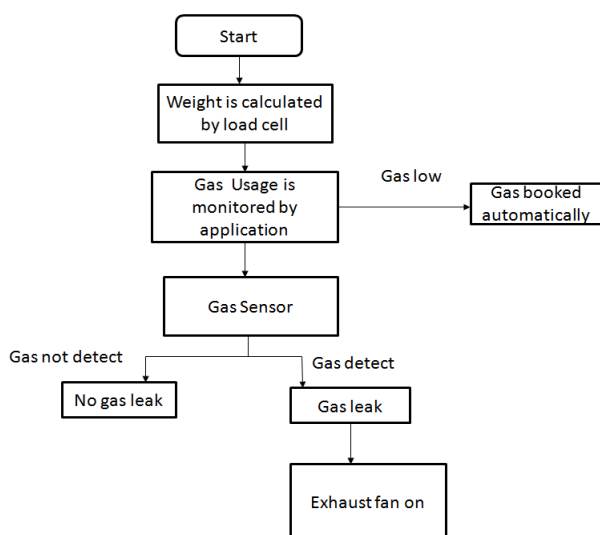 Start
Weight is calculated
by load cell
Gas Usage is
monitored by
application
Gas low
Gas booked
automatically
Gas Sensor
Gas not detect
Gas detect
No gas leak
Gas leak
Exhaust fan on